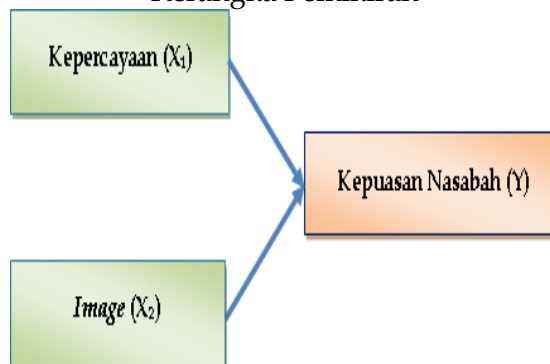 Kepercayaan (X₁)
Kepuasan Nasabah (Y)
Image (X₂)